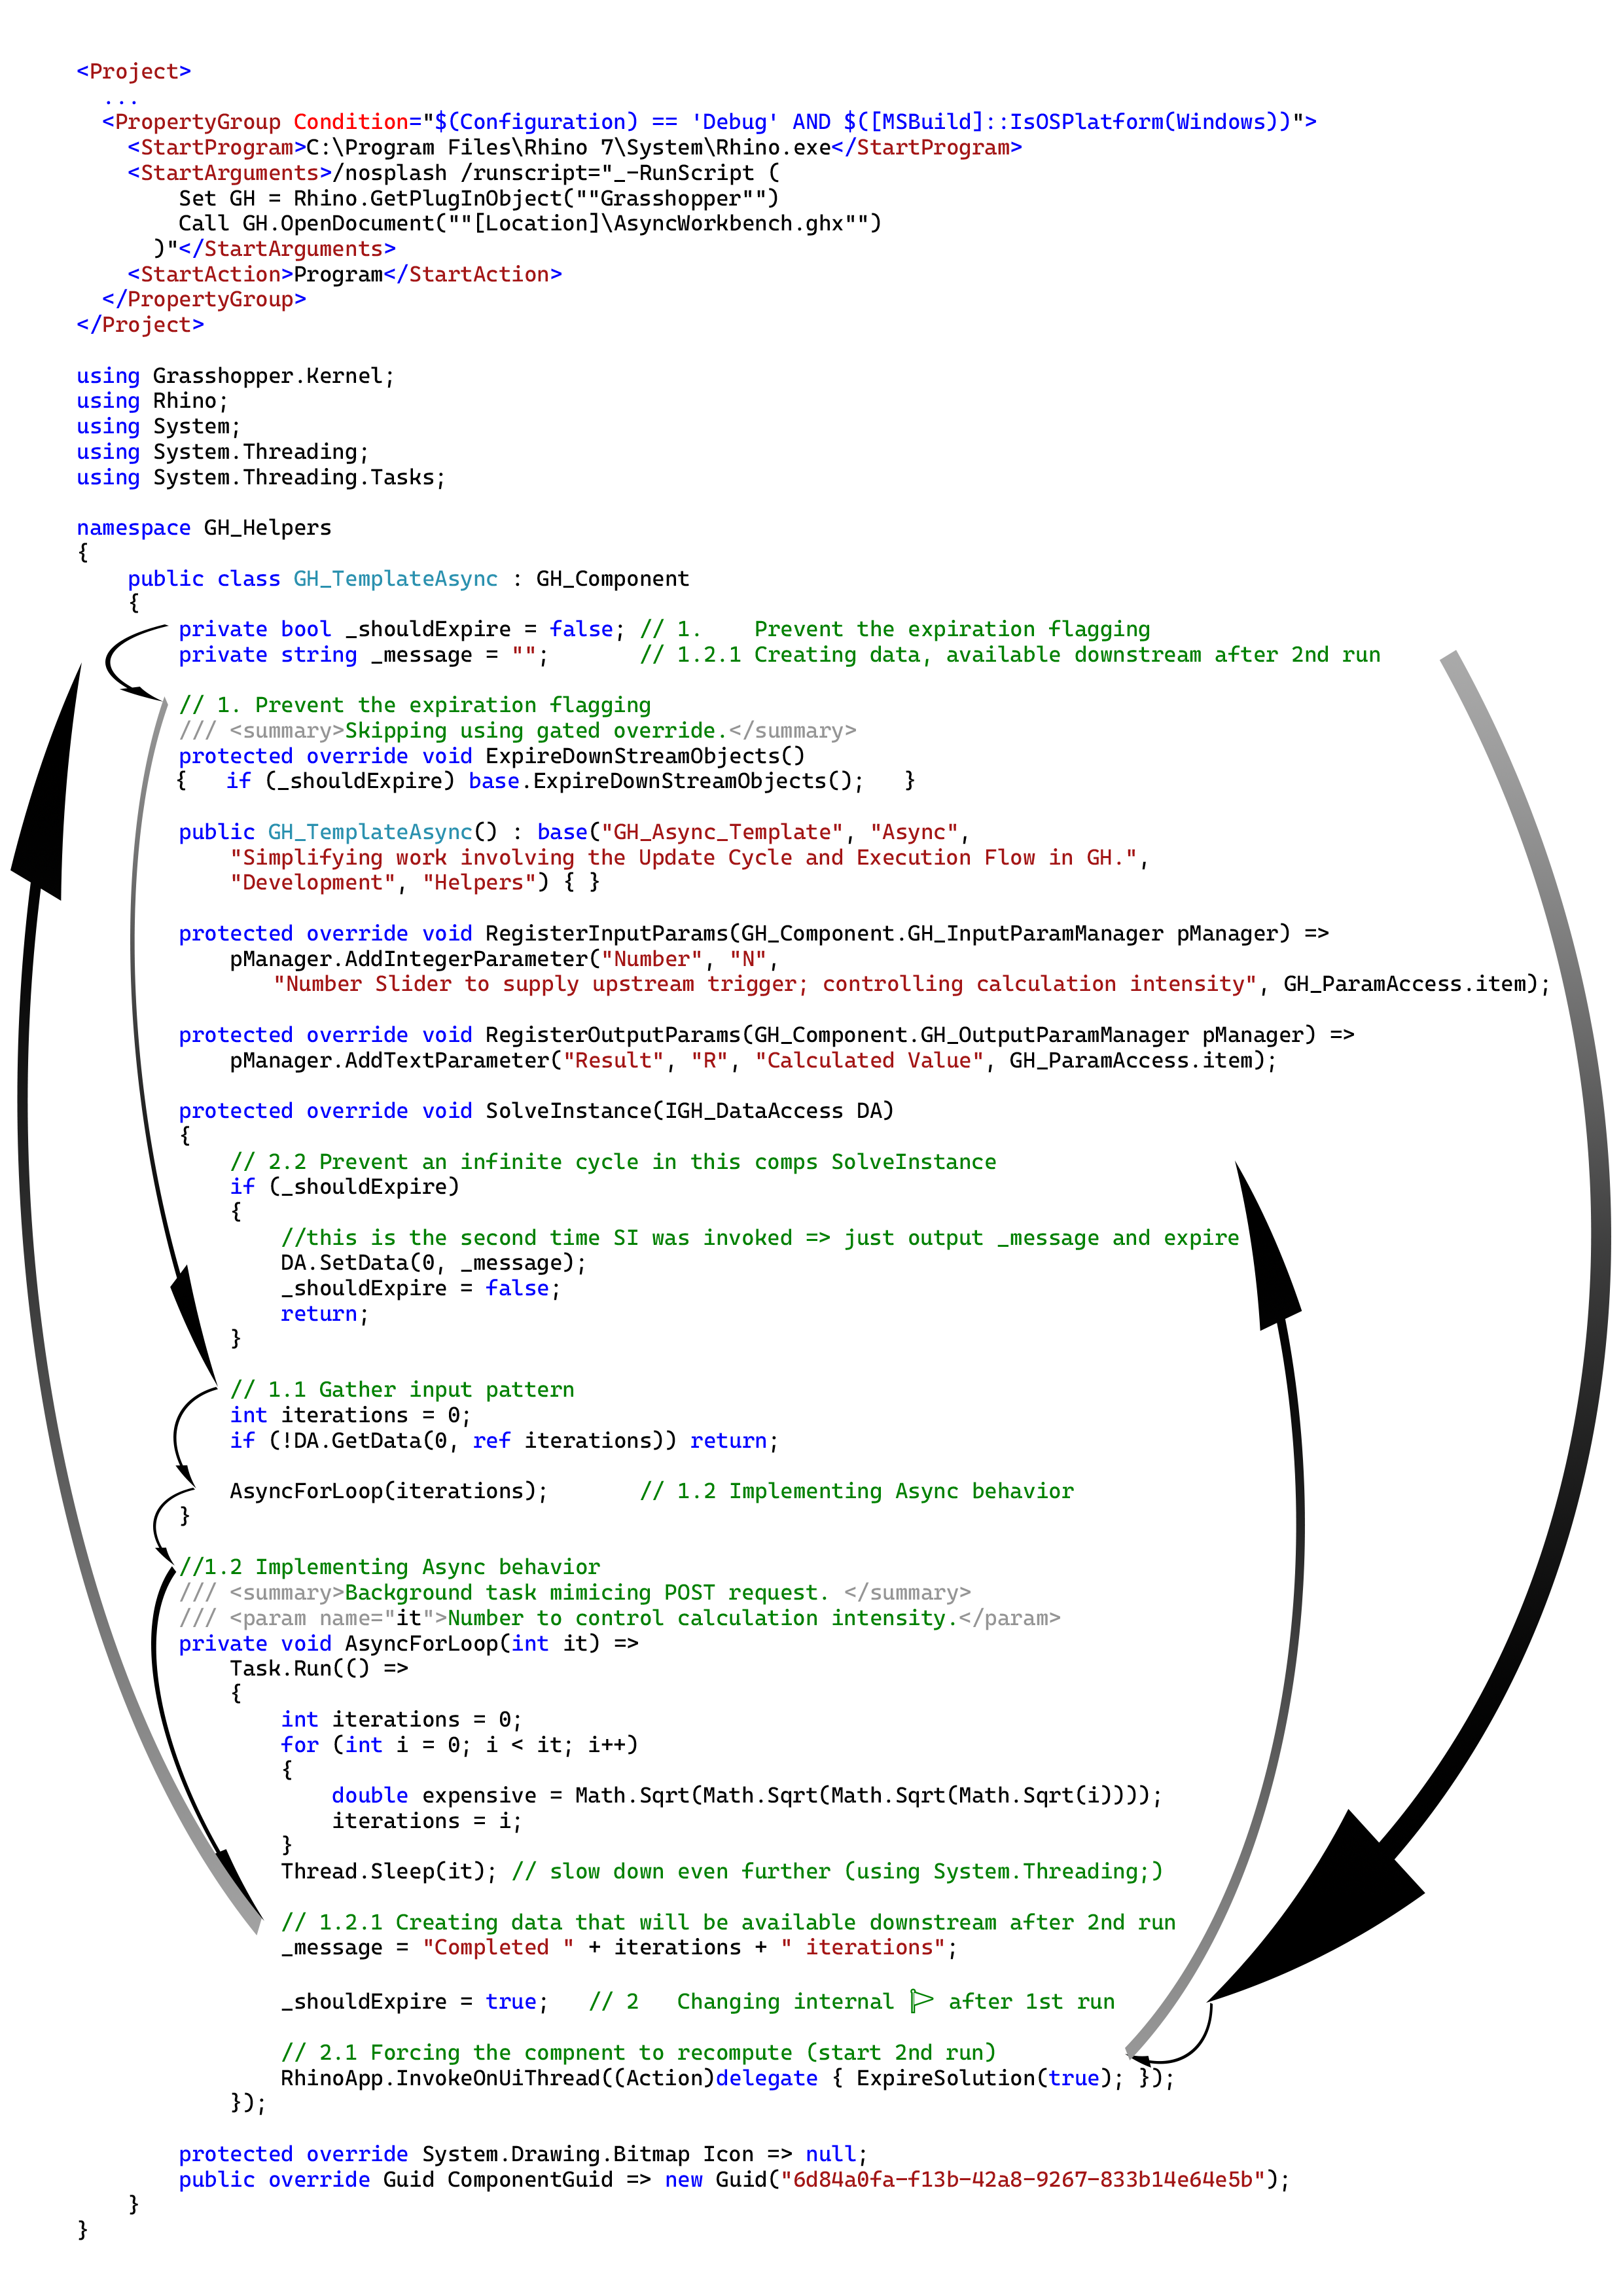 <Project>
...
<PropertyGroup Condition="$(Configuration) == 'Debug' AND $([MSBuild]::IsOSPlatform(Windows))">
<StartProgram>C:\Program Files\Rhino 7\System\Rhino.exe</StartProgram>
<StartArguments>/nosplash /runscript="_-RunScript (
Set GH = Rhino.GetPlugInObject(""Grasshopper"")
Call GH.OpenDocument(""[Location]\AsyncWorkbench.ghx"")
)"</StartArguments>
<StartAction>Program</StartAction>
</PropertyGroup>
</Project>
using Grasshopper.Kernel;
using Rhino;
using System;
using System.Threading;
using System.Threading.Tasks;
namespace GH_Helpers
{
public class GH_TemplateAsync : GH_Component
{
private bool _shouldExpire = false; // 1.    Prevent the expiration flagging
private string _message = "";       // 1.2.1 Creating data, available downstream after 2nd run
// 1. Prevent the expiration flagging
/// <summary>Skipping using gated override.</summary>
protected override void ExpireDownStreamObjects()
{   if (_shouldExpire) base.ExpireDownStreamObjects();   }
public GH_TemplateAsync() : base("GH_Async_Template", "Async",
"Simplifying work involving the Update Cycle and Execution Flow in GH.",
"Development", "Helpers") { }
protected override void RegisterInputParams(GH_Component.GH_InputParamManager pManager) =>
pManager.AddIntegerParameter("Number", "N",
"Number Slider to supply upstream trigger; controlling calculation intensity", GH_ParamAccess.item);
protected override void RegisterOutputParams(GH_Component.GH_OutputParamManager pManager) =>
pManager.AddTextParameter("Result", "R", "Calculated Value", GH_ParamAccess.item);
protected override void SolveInstance(IGH_DataAccess DA)
{
// 2.2 Prevent an infinite cycle in this comps SolveInstance
if (_shouldExpire)
{
//this is the second time SI was invoked => just output _message and expire
DA.SetData(0, _message);
_shouldExpire = false;
return;
}
// 1.1 Gather input pattern
int iterations = 0;
if (!DA.GetData(0, ref iterations)) return;
AsyncForLoop(iterations);       // 1.2 Implementing Async behavior
}
//1.2 Implementing Async behavior
/// <summary>Background task mimicing POST request. </summary>
/// <param name="it">Number to control calculation intensity.</param>
private void AsyncForLoop(int it) =>
Task.Run(() =>
{
int iterations = 0;
for (int i = 0; i < it; i++)
{
double expensive = Math.Sqrt(Math.Sqrt(Math.Sqrt(Math.Sqrt(i))));
iterations = i;
}
Thread.Sleep(it); // slow down even further (using System.Threading;)
// 1.2.1 Creating data that will be available downstream after 2nd run
_message = "Completed " + iterations + " iterations";
_shouldExpire = true;   // 2   Changing internal 🏱 after 1st run
// 2.1 Forcing the compnent to recompute (start 2nd run)
RhinoApp.InvokeOnUiThread((Action)delegate { ExpireSolution(true); });
});
protected override System.Drawing.Bitmap Icon => null;
public override Guid ComponentGuid => new Guid("6d84a0fa-f13b-42a8-9267-833b14e64e5b");
}
}